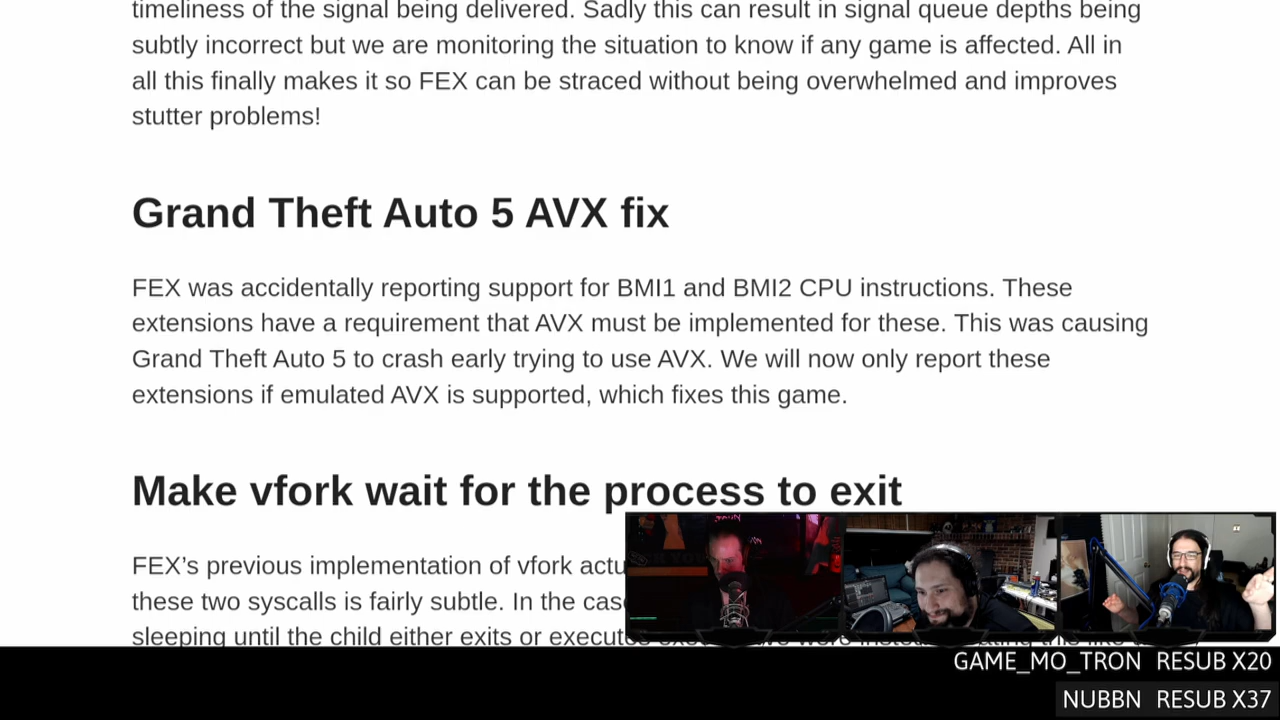 timeliness of the signal being delivered. Sadly this can result in signal queue depths being
subtly incorrect but we are monitoring the situation to know if any game is affected. All in
all this finally makes it so FEX can be straced without being overwhelmed and improves
stutter problems!
Grand Theft Auto 5 AVX fix
FEX was accidentally reporting support for BMI1 and BMI2 CPU instructions. These
extensions have a requirement that AVX must be implemented for these. This was causing
Grand Theft Auto 5 to crash early trying to use AVX. We will now only report these
extensions if emulated AVX is supported, which fixes this game.
Make vfork wait for the process to exit
FEX’s previous implementation of vfork actu
these two syscalls is fairly subtle. In the cas
sleeping until the child either exits or execut
GAME_MO_TRON RESUB X20
NUBBN RESUB X37